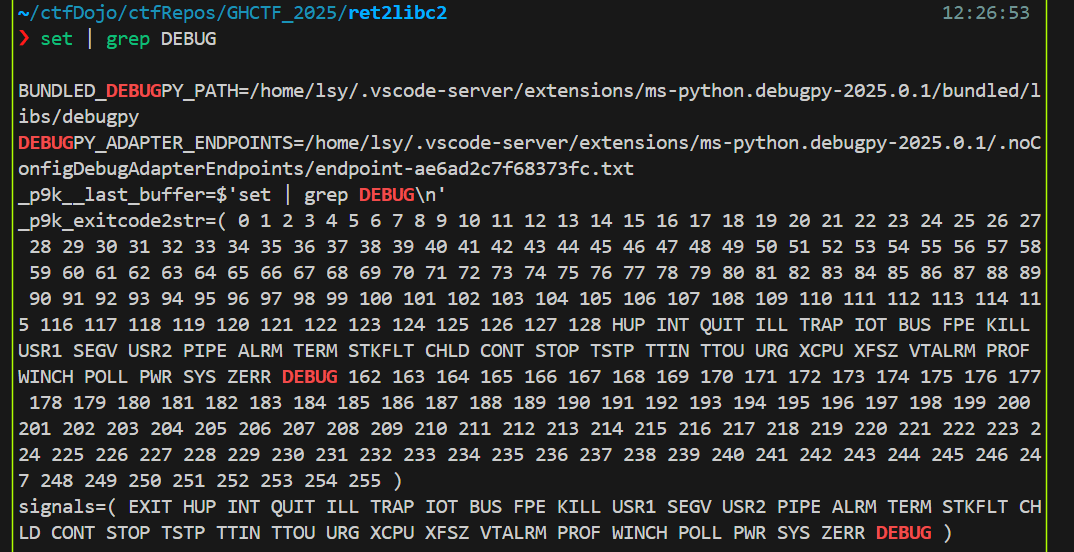 ~/ctfDojo/ctfRepos/GHCTF_2025/ret2libc2 12:26:53
❯ set | grep DEBUG
BUNDLED_DEBUGPY_PATH=/home/lsy/.vscode-server/extensions/ms-python.debugpy-2025.0.1/bundled/l
ibs/debugpy
DEBUGPY_ADAPTER_ENDPOINTS=/home/lsy/.vscode-server/extensions/ms-python.debugpy-2025.0.1/.noC
onfigDebugAdapterEndpoints/endpoint-ae6ad2c7f68373fc.txt
_p9k__last_buffer=$'set | grep DEBUG\n'
_p9k_exitcode2str=( 0 1 2 3 4 5 6 7 8 9 10 11 12 13 14 15 16 17 18 19 20 21 22 23 24 25 26 27
28 29 30 31 32 33 34 35 36 37 38 39 40 41 42 43 44 45 46 47 48 49 50 51 52 53 54 55 56 57 58
59 60 61 62 63 64 65 66 67 68 69 70 71 72 73 74 75 76 77 78 79 80 81 82 83 84 85 86 87 88 89
90 91 92 93 94 95 96 97 98 99 100 101 102 103 104 105 106 107 108 109 110 111 112 113 114 11
5 116 117 118 119 120 121 122 123 124 125 126 127 128 HUP INT QUIT ILL TRAP IOT BUS FPE KILL
USR1 SEGV USR2 PIPE ALRM TERM STKFLT CHLD CONT STOP TSTP TTIN TTOU URG XCPU XFSZ VTALRM PROF
WINCH POLL PWR SYS ZERR DEBUG 162 163 164 165 166 167 168 169 170 171 172 173 174 175 176 177
178 179 180 181 182 183 184 185 186 187 188 189 190 191 192 193 194 195 196 197 198 199 200
201 202 203 204 205 206 207 208 209 210 211 212 213 214 215 216 217 218 219 220 221 222 223 2
24 225 226 227 228 229 230 231 232 233 234 235 236 237 238 239 240 241 242 243 244 245 246 24
7 248 249 250 251 252 253 254 255 )
signals=( EXIT HUP INT QUIT ILL TRAP IOT BUS FPE KILL USR1 SEGV USR2 PIPE ALRM TERM STKFLT CH
LD CONT STOP TSTP TTIN TTOU URG XCPU XFSZ VTALRM PROF WINCH POLL PWR SYS ZERR DEBUG )